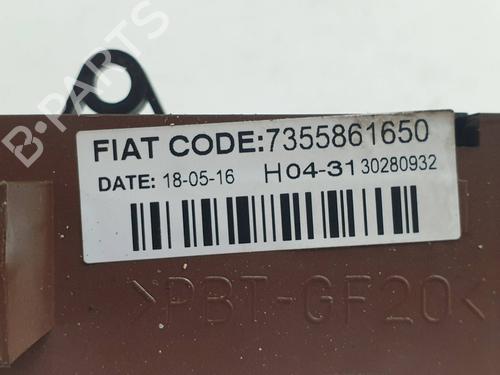 B-PARTS
FIAT CODE:7355861650
DATE: 18-05-16 H04-31 30280932
>PBT-GF20<